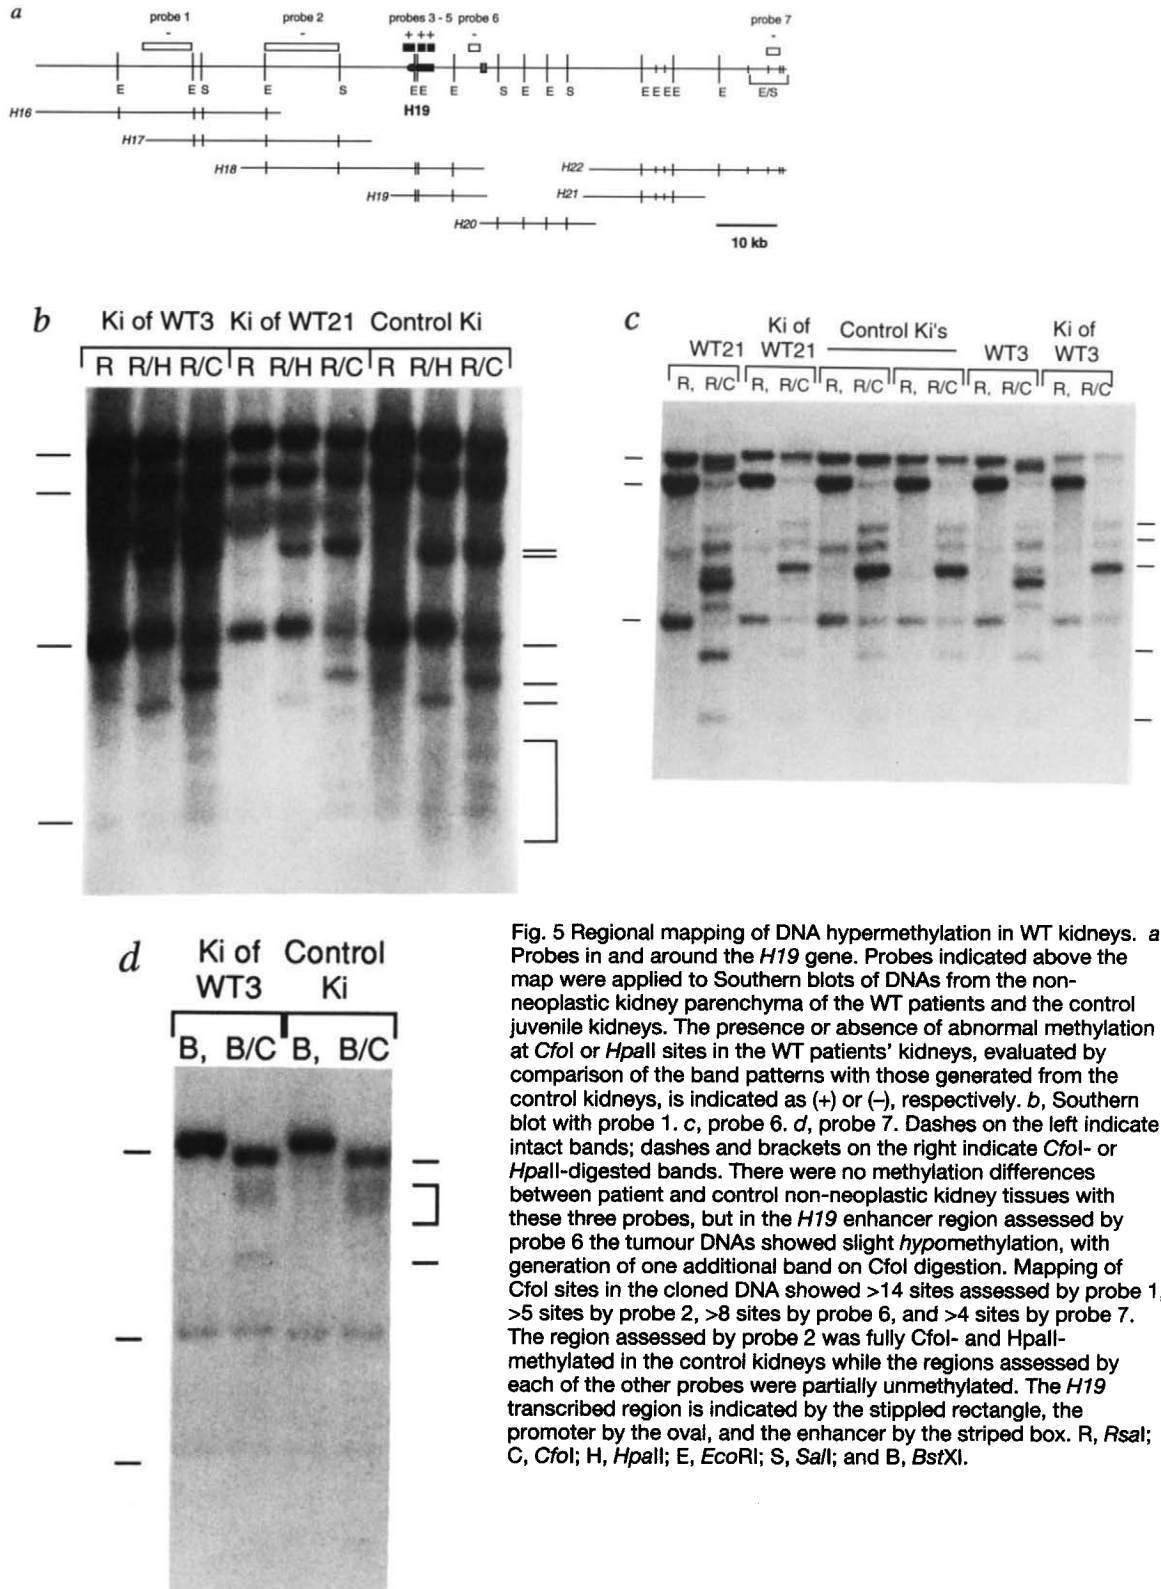 a
probe 1 probe 2 probes 3 - 5 probe 6 probe 7
- - + ++ - -
E E S E S EE E S E E S EEEE E E/S
H19
H16
H17
H18 H22
H19 H21
H20
10 kb
b
Ki of WT3 Ki of WT21 Control Ki
R R/H R/C R R/H R/C R R/H R/C
c
WT21 Ki of WT21 Control Ki's WT3 Ki of WT3
R, R/C R, R/C R, R/C R, R/C R, R/C R, R/C
d
Ki of WT3 Control Ki
B, B/C B, B/C
Fig. 5 Regional mapping of DNA hypermethylation in WT kidneys. a
Probes in and around the H19 gene. Probes indicated above the
map were applied to Southern blots of DNAs from the non-
neoplastic kidney parenchyma of the WT patients and the control
juvenile kidneys. The presence or absence of abnormal methylation
at CfoI or HpaII sites in the WT patients' kidneys, evaluated by
comparison of the band patterns with those generated from the
control kidneys, is indicated as (+) or (–), respectively. b, Southern
blot with probe 1. c, probe 6. d, probe 7. Dashes on the left indicate
intact bands; dashes and brackets on the right indicate CfoI- or
HpaII-digested bands. There were no methylation differences
between patient and control non-neoplastic kidney tissues with
these three probes, but in the H19 enhancer region assessed by
probe 6 the tumour DNAs showed slight hypomethylation, with
generation of one additional band on CfoI digestion. Mapping of
CfoI sites in the cloned DNA showed >14 sites assessed by probe 1,
>5 sites by probe 2, >8 sites by probe 6, and >4 sites by probe 7.
The region assessed by probe 2 was fully CfoI- and HpaII-
methylated in the control kidneys while the regions assessed by
each of the other probes were partially unmethylated. The H19
transcribed region is indicated by the stippled rectangle, the
promoter by the oval, and the enhancer by the striped box. R, RsaI;
C, CfoI; H, HpaII; E, EcoRI; S, SalI; and B, BstXI.